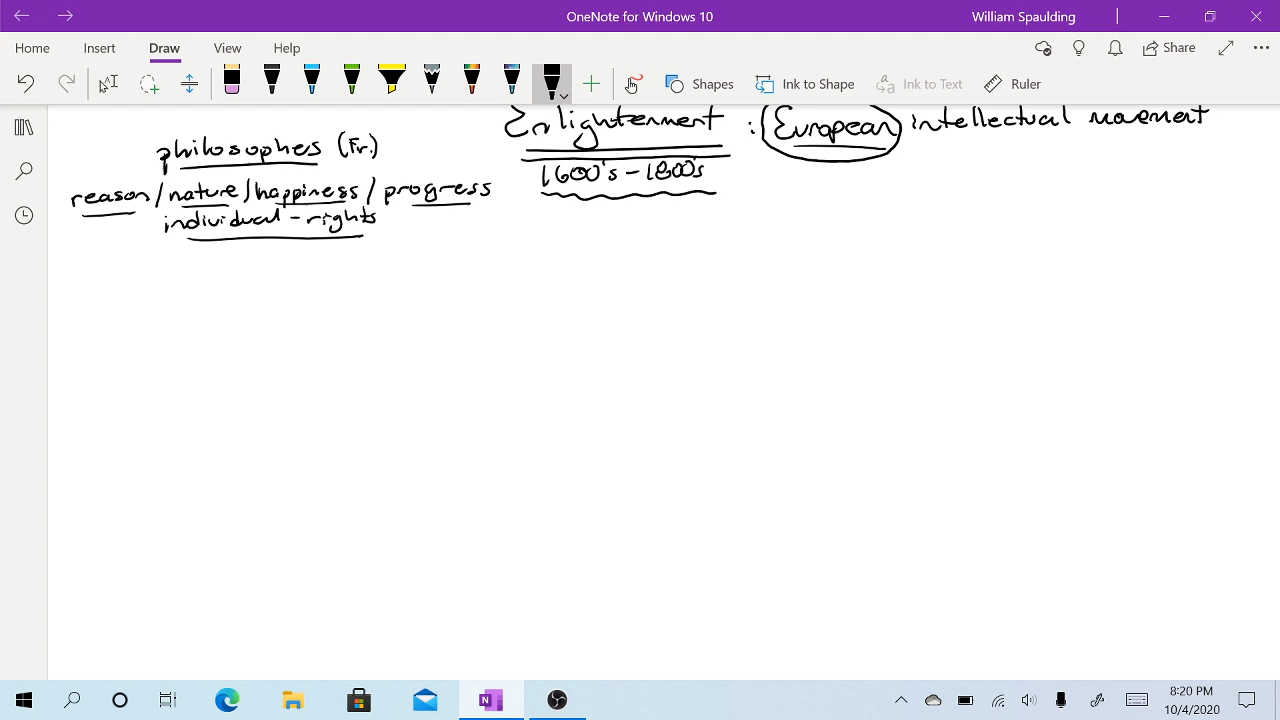 OneNote for Windows 10
William Spaulding
Home Insert Draw View Help
Share
Shapes Ink to Shape Ink to Text Ruler
Enlightenment : European intellectual movement
1600's - 1800's
philosophes (Fr.)
reason / nature / happiness / progress
individual - rights
8:20 PM
10/4/2020